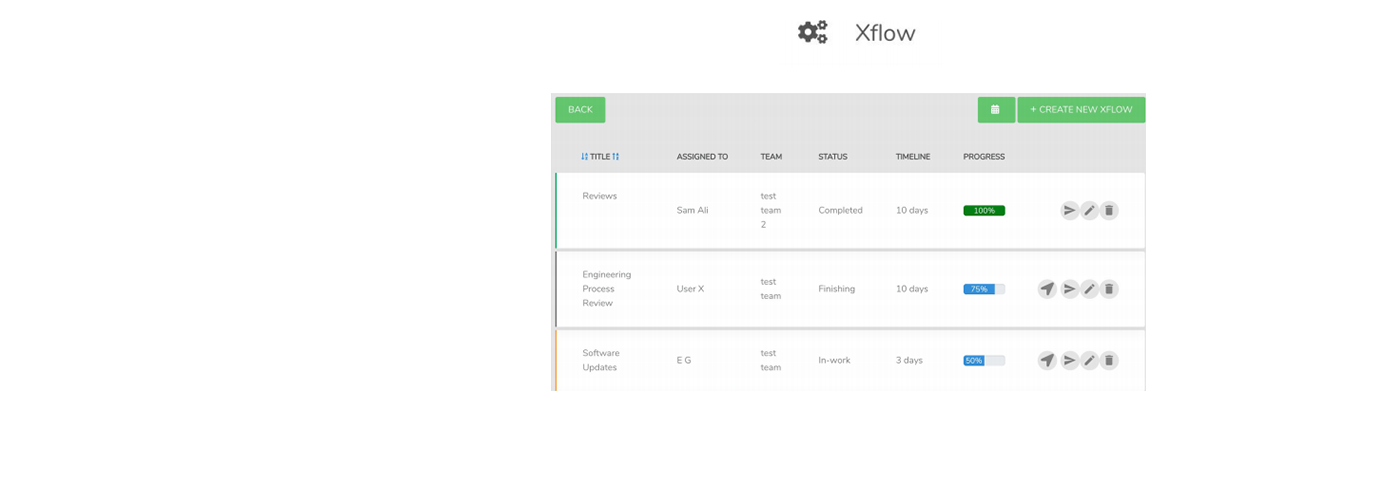 Xflow
BACK
+ CREATE NEW XFLOW
TITLE ASSIGNED TO TEAM STATUS TIMELINE PROGRESS
Reviews
Sam Ali
test
team
2
Completed
10 days
100%
Engineering
Process
Review
User X
test
team
Finishing
10 days
75%
Software
Updates
E G
test
team
In-work
3 days
50%